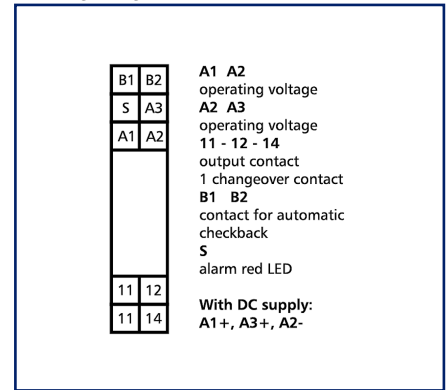 B1 B2
S A3
A1 A2
11 12
11 14
A1 A2
operating voltage
A2 A3
operating voltage
11 - 12 - 14
output contact
1 changeover contact
B1 B2
contact for automatic
checkback
S
alarm red LED
With DC supply:
A1+, A3+, A2-